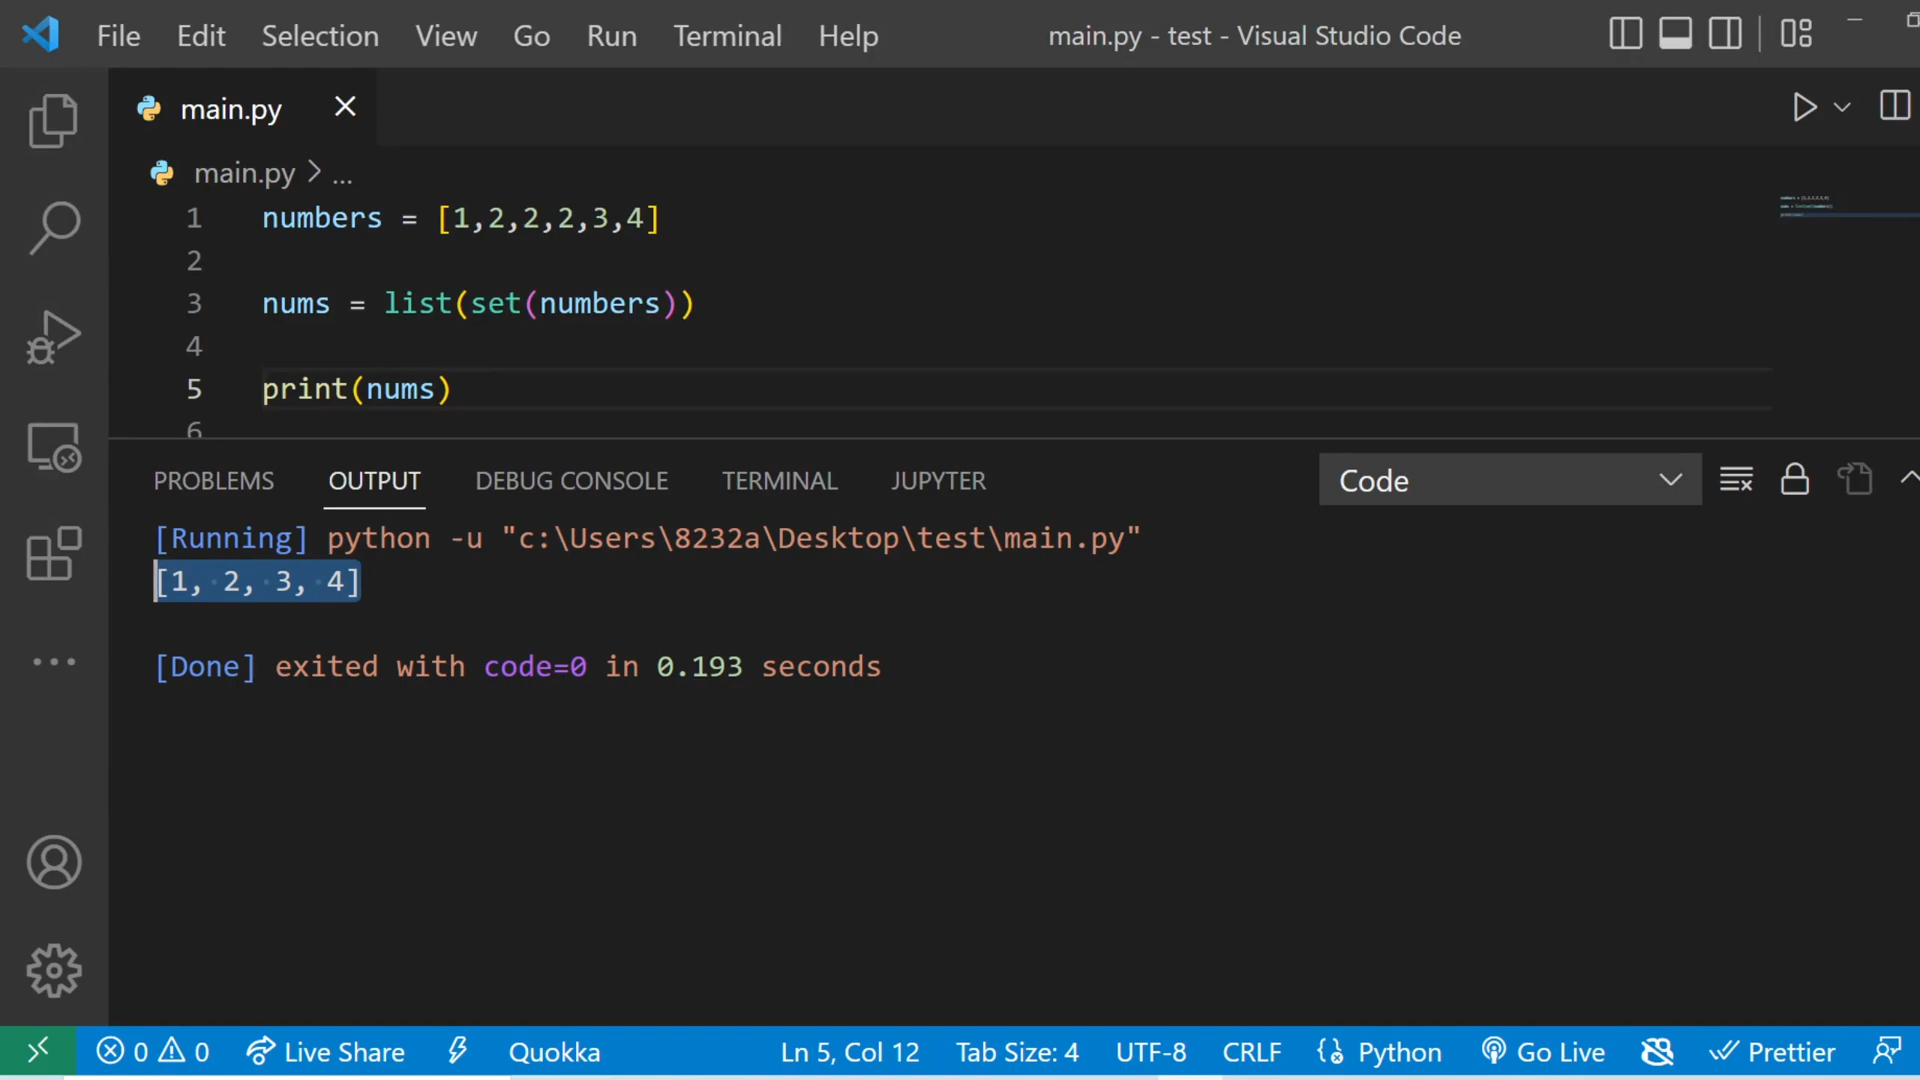 File Edit Selection View Go Run Terminal Help main.py - test - Visual Studio Code
main.py
main.py > ...
1 numbers = [1,2,2,2,3,4]
2
3 nums = list(set(numbers))
4
5 print(nums)
6
PROBLEMS OUTPUT DEBUG CONSOLE TERMINAL JUPYTER Code
[Running] python -u "c:\Users\8232a\Desktop\test\main.py"
[1, 2, 3, 4]
[Done] exited with code=0 in 0.193 seconds
0 0 Live Share Quokka Ln 5, Col 12 Tab Size: 4 UTF-8 CRLF Python Go Live Prettier